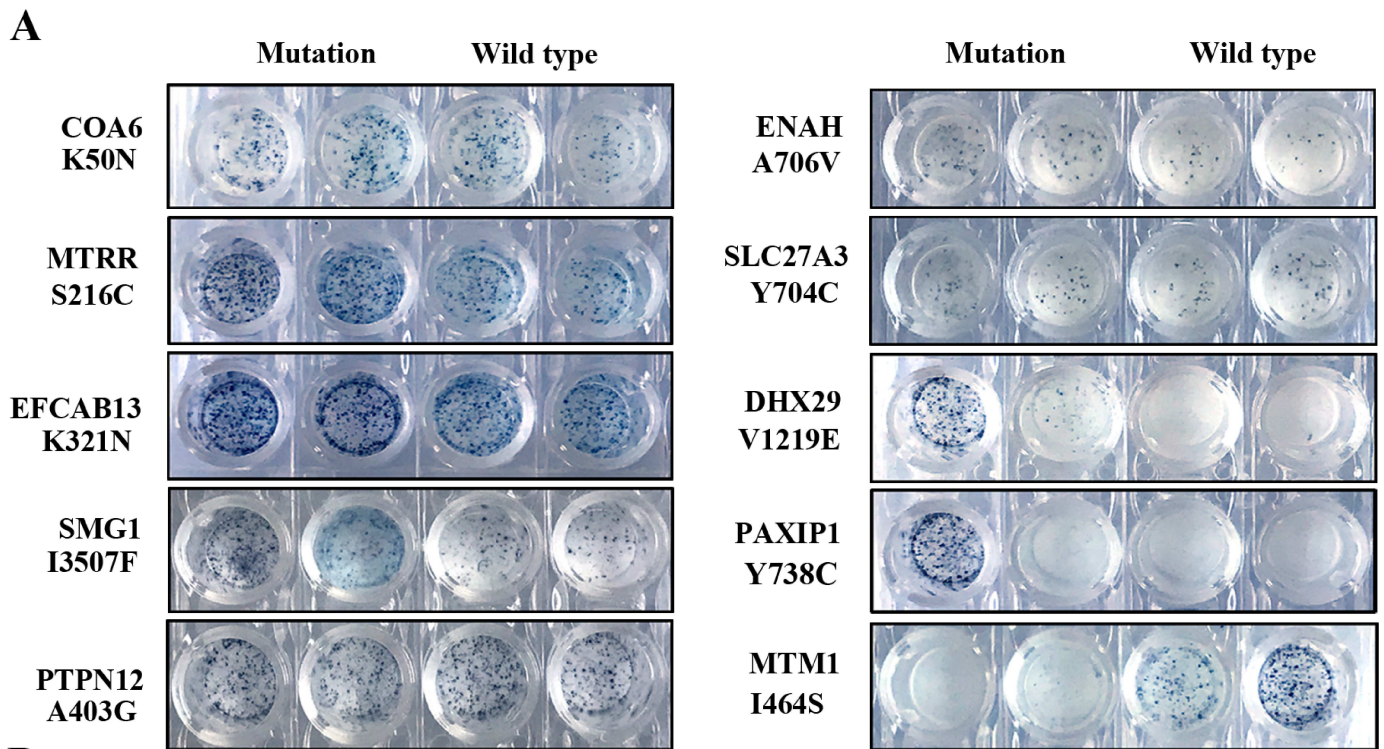 A
Mutation Wild type
COA6
K50N
MTRR
S216C
EFCAB13
K321N
SMG1
I3507F
PTPN12
A403G
Mutation Wild type
ENAH
A706V
SLC27A3
Y704C
DHX29
V1219E
PAXIP1
Y738C
MTM1
I464S